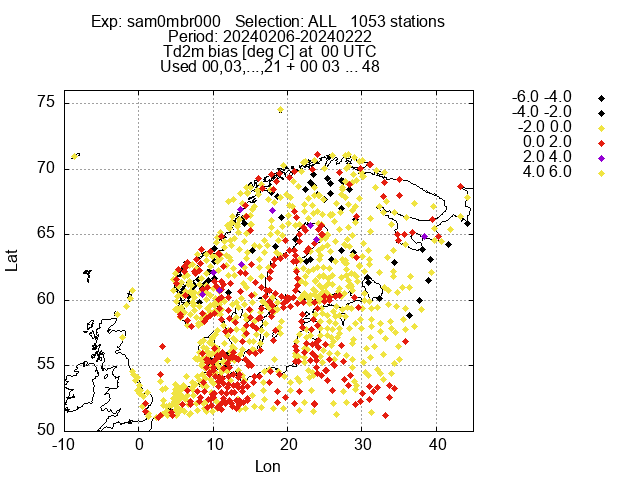 Exp: sam0mbr000 Selection: ALL 1053 stations
Period: 20240206-20240222
Td2m bias [deg C] at 00 UTC
Used 00,03,...,21 + 00 03 ... 48
-6.0 -4.0
-4.0 -2.0
-2.0 0.0
0.0 2.0
2.0 4.0
4.0 6.0
75
70
65
60
55
50
Lat
-10 0 10 20 30 40
Lon